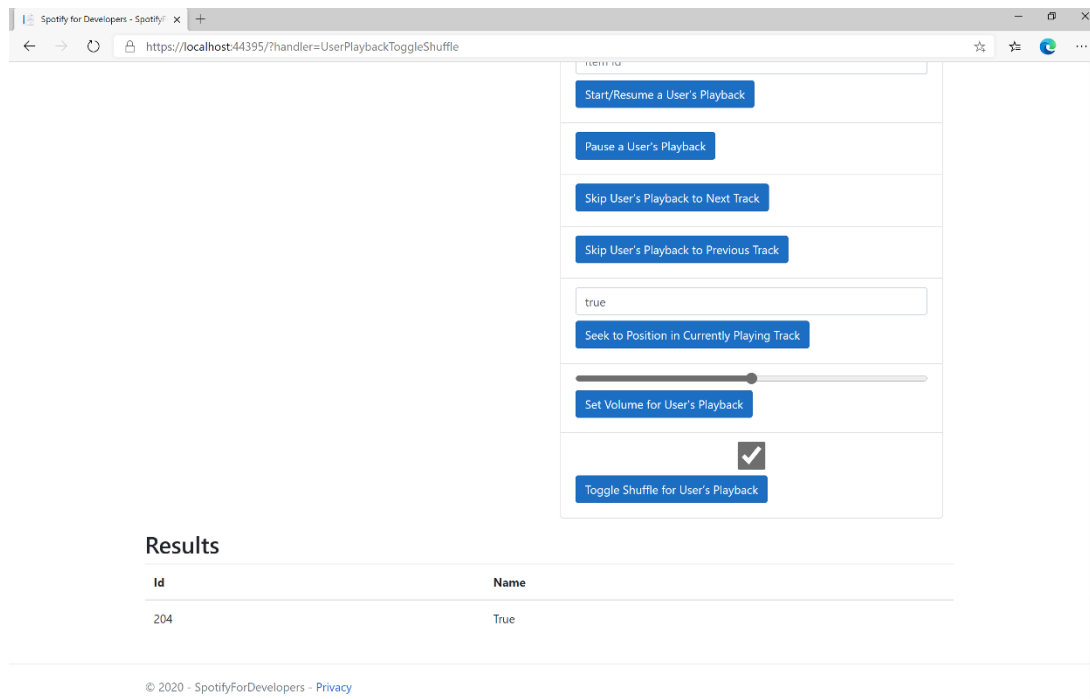 Spotify for Developers - Spotify
https://localhost:44395/?handler=UserPlaybackToggleShuffle
Item Id
Start/Resume a User's Playback
Pause a User's Playback
Skip User's Playback to Next Track
Skip User's Playback to Previous Track
true
Seek to Position in Currently Playing Track
Set Volume for User's Playback
Toggle Shuffle for User's Playback
Results
Id Name
204 True
© 2020 - SpotifyForDevelopers - Privacy